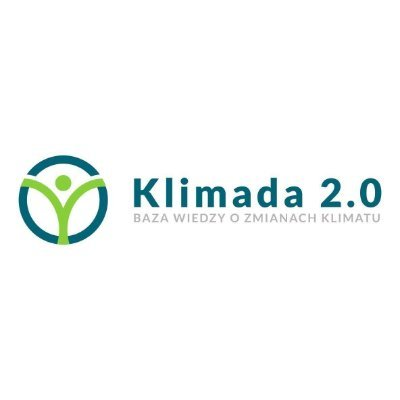 Klimada 2.0
BAZA WIEDZY O ZMIANACH KLIMATU